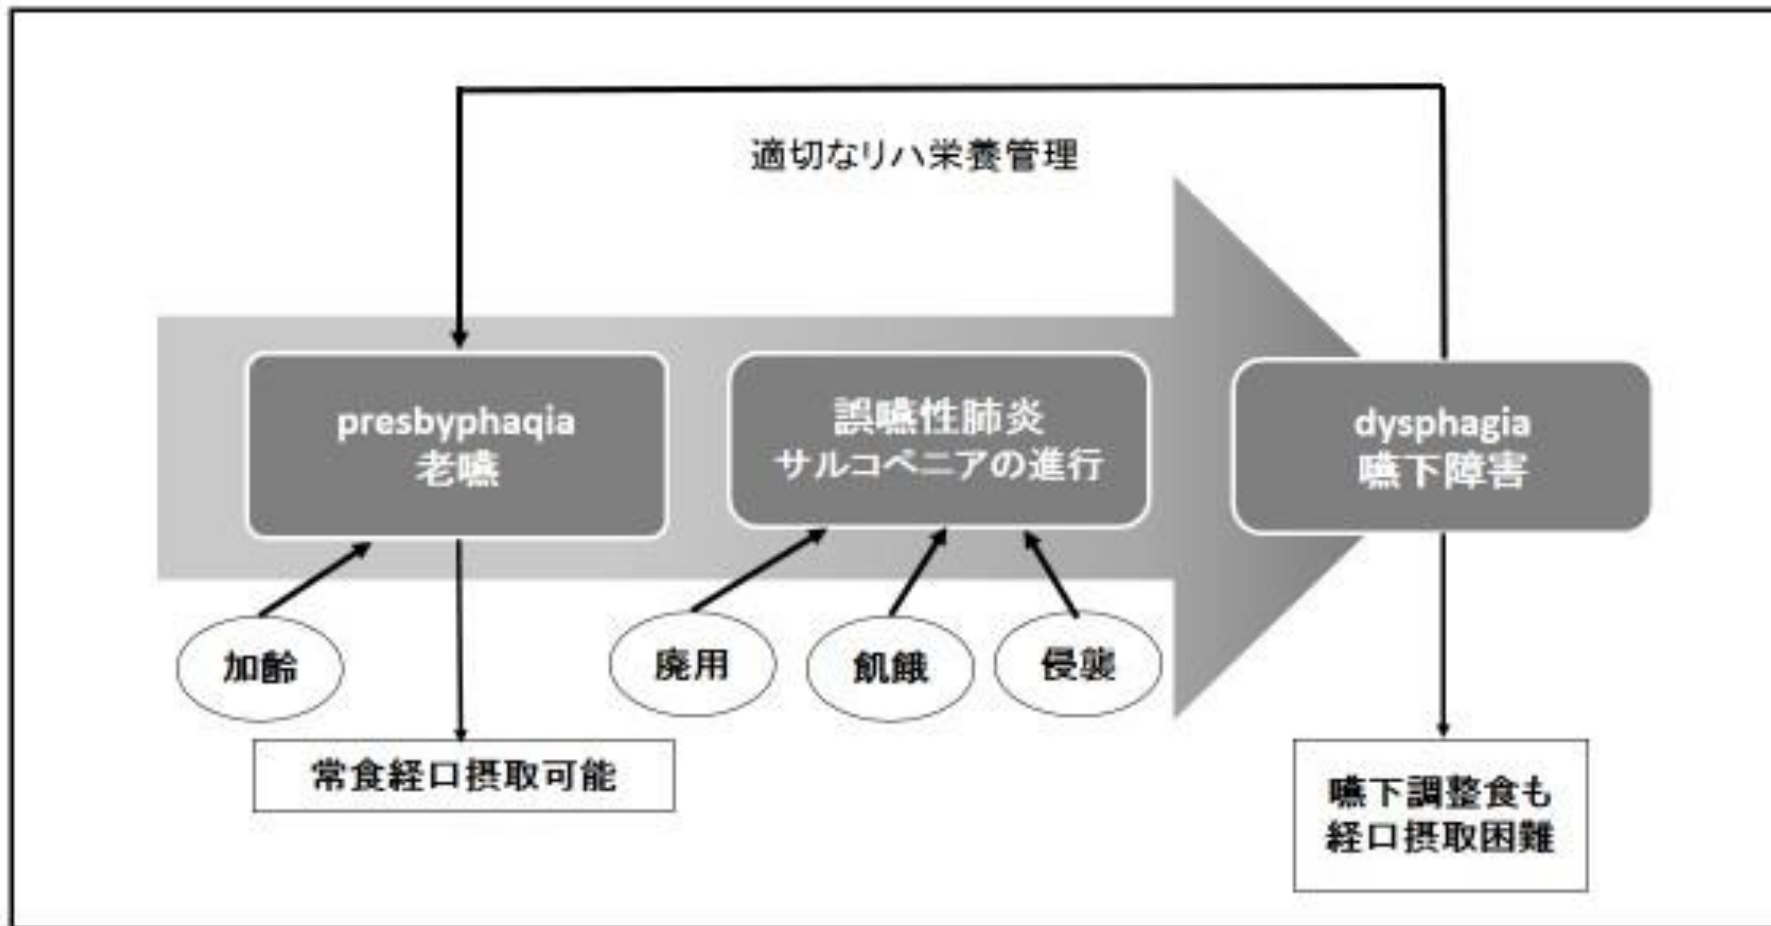 適切なリハ栄養管理
presbyphaqia
老嚥
誤嚥性肺炎
サルコペニアの進行
dysphagia
嚥下障害
加齢
廃用
飢餓
侵襲
常食経口摂取可能
嚥下調整食も
経口摂取困難